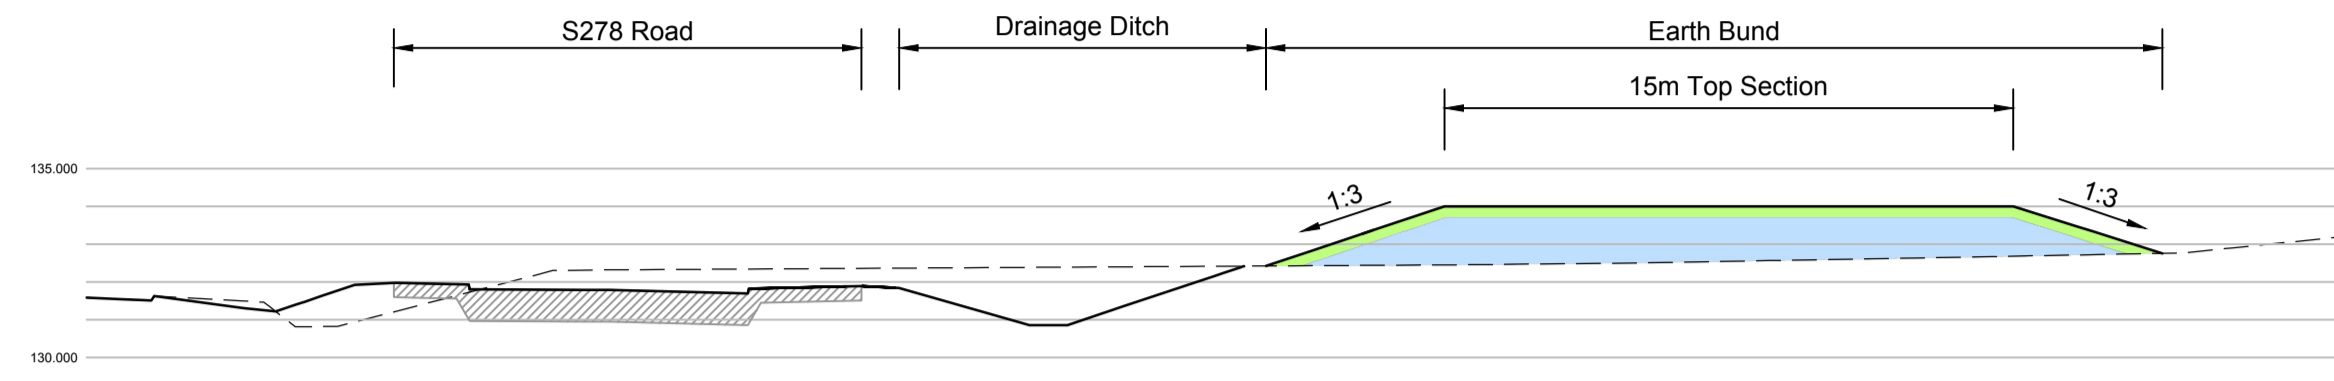 S278 Road
Drainage Ditch
Earth Bund
15m Top Section
135.000
1:3
1:3
130.000